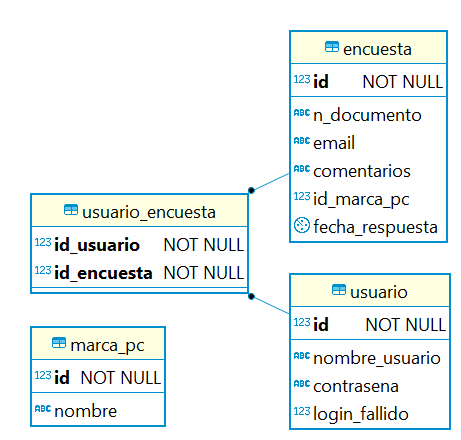 encuesta
123 id NOT NULL
ABC n_documento
ABC email
ABC comentarios
123 id_marca_pc
fecha_respuesta
usuario_encuesta
123 id_usuario NOT NULL
123 id_encuesta NOT NULL
usuario
123 id NOT NULL
ABC nombre_usuario
ABC contrasena
123 login_fallido
marca_pc
123 id NOT NULL
ABC nombre